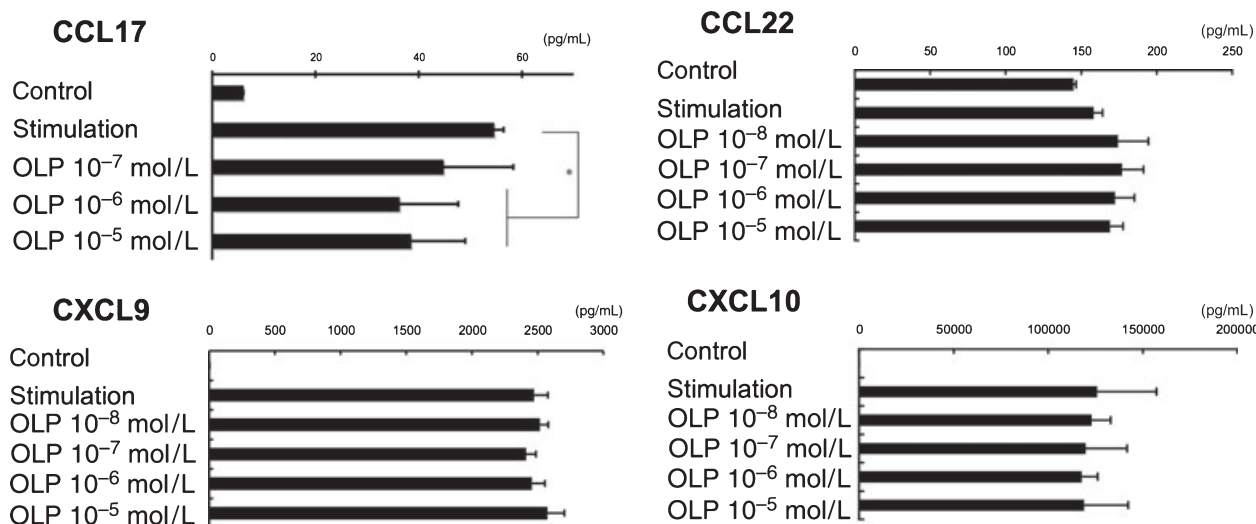 CCL17
(pg/mL)
0 20 40 60
Control
Stimulation
OLP 10⁻⁷ mol/L
OLP 10⁻⁶ mol/L
OLP 10⁻⁵ mol/L
*
CCL22
(pg/mL)
0 50 100 150 200 250
Control
Stimulation
OLP 10⁻⁸ mol/L
OLP 10⁻⁷ mol/L
OLP 10⁻⁶ mol/L
OLP 10⁻⁵ mol/L
CXCL9
(pg/mL)
0 500 1000 1500 2000 2500 3000
Control
Stimulation
OLP 10⁻⁸ mol/L
OLP 10⁻⁷ mol/L
OLP 10⁻⁶ mol/L
OLP 10⁻⁵ mol/L
CXCL10
(pg/mL)
0 50000 100000 150000 200000
Control
Stimulation
OLP 10⁻⁸ mol/L
OLP 10⁻⁷ mol/L
OLP 10⁻⁶ mol/L
OLP 10⁻⁵ mol/L